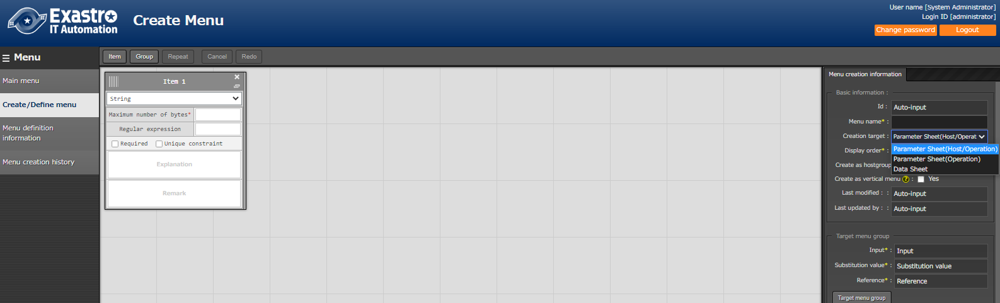 Exastro
IT Automation
Create Menu
User name [System Administrator]
Login ID [administrator]
Change password
Logout
Menu
Main menu
Create/Define menu
Menu definition
information
Menu creation history
Item
Group
Repeat
Cancel
Redo
Item 1
String
Maximum number of bytes*
Regular expression
Required
Unique constraint
Explanation
Remark
Menu creation information
Basic information :
Id :
Auto-input
Menu name* :
Creation target :
Parameter Sheet(Host/Operat
Parameter Sheet(Host/Operation)
Parameter Sheet(Operation)
Data Sheet
Display order* :
Create as hostgroup
Create as vertical menu ? :
Yes
Last modified : :
Auto-input
Last updated by : :
Auto-input
Target menu group
Input* :
Input
Substitution value* :
Substitution value
Reference* :
Reference
Target menu group